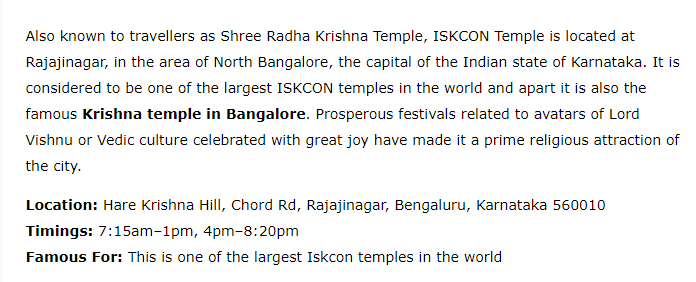 Also known to travellers as Shree Radha Krishna Temple, ISKCON Temple is located at
Rajajinagar, in the area of North Bangalore, the capital of the Indian state of Karnataka. It is
considered to be one of the largest ISKCON temples in the world and apart it is also the
famous Krishna temple in Bangalore. Prosperous festivals related to avatars of Lord
Vishnu or Vedic culture celebrated with great joy have made it a prime religious attraction of
the city.
Location: Hare Krishna Hill, Chord Rd, Rajajinagar, Bengaluru, Karnataka 560010
Timings: 7:15am–1pm, 4pm–8:20pm
Famous For: This is one of the largest Iskcon temples in the world